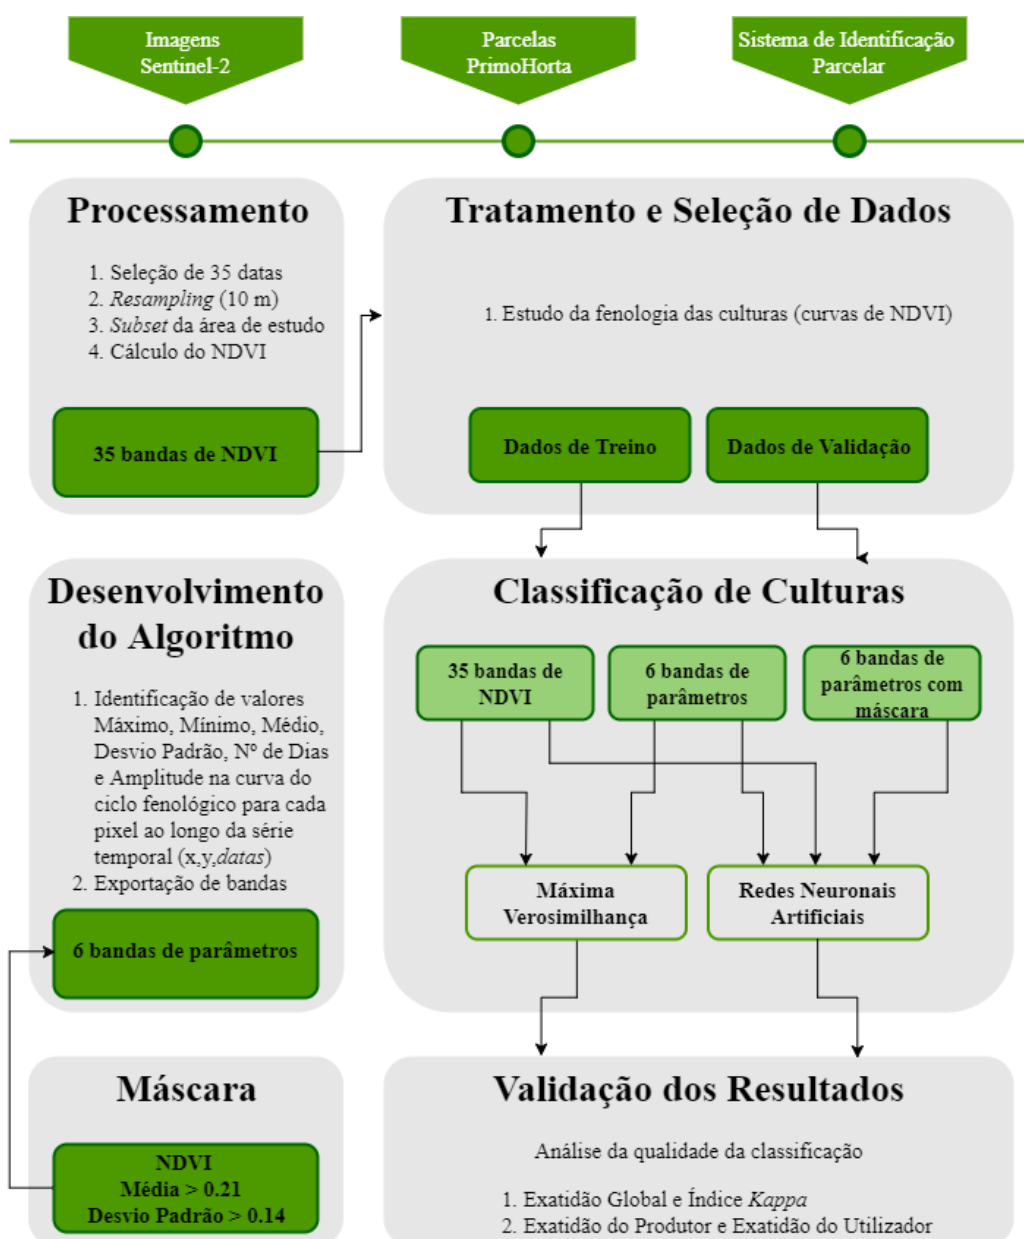 Imagens
Sentinel-2
Parcelas
PrimoHorta
Sistema de Identificação
Parcelar
Processamento
1. Seleção de 35 datas
2. Resampling (10 m)
3. Subset da área de estudo
4. Cálculo do NDVI
35 bandas de NDVI
Tratamento e Seleção de Dados
1. Estudo da fenologia das culturas (curvas de NDVI)
Dados de Treino
Dados de Validação
Desenvolvimento
do Algoritmo
1. Identificação de valores
Máximo, Mínimo, Médio,
Desvio Padrão, Nº de Dias
e Amplitude na curva do
ciclo fenológico para cada
pixel ao longo da série
temporal (x,y,datas)
2. Exportação de bandas
6 bandas de parâmetros
Classificação de Culturas
35 bandas de
NDVI
6 bandas de
parâmetros
6 bandas de
parâmetros com
máscara
Máxima
Verosimilhança
Redes Neuronais
Artificiais
Máscara
NDVI
Média > 0.21
Desvio Padrão > 0.14
Validação dos Resultados
Análise da qualidade da classificação
1. Exatidão Global e Índice Kappa
2. Exatidão do Produtor e Exatidão do Utilizador